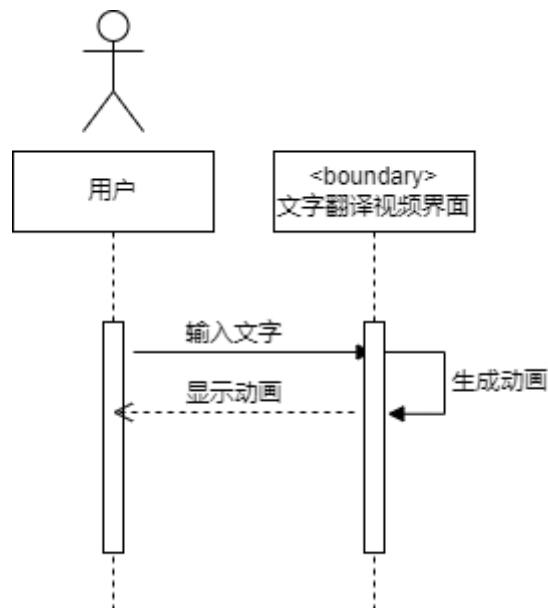 用户
<boundary>
文字翻译视频界面
输入文字
显示动画
生成动画